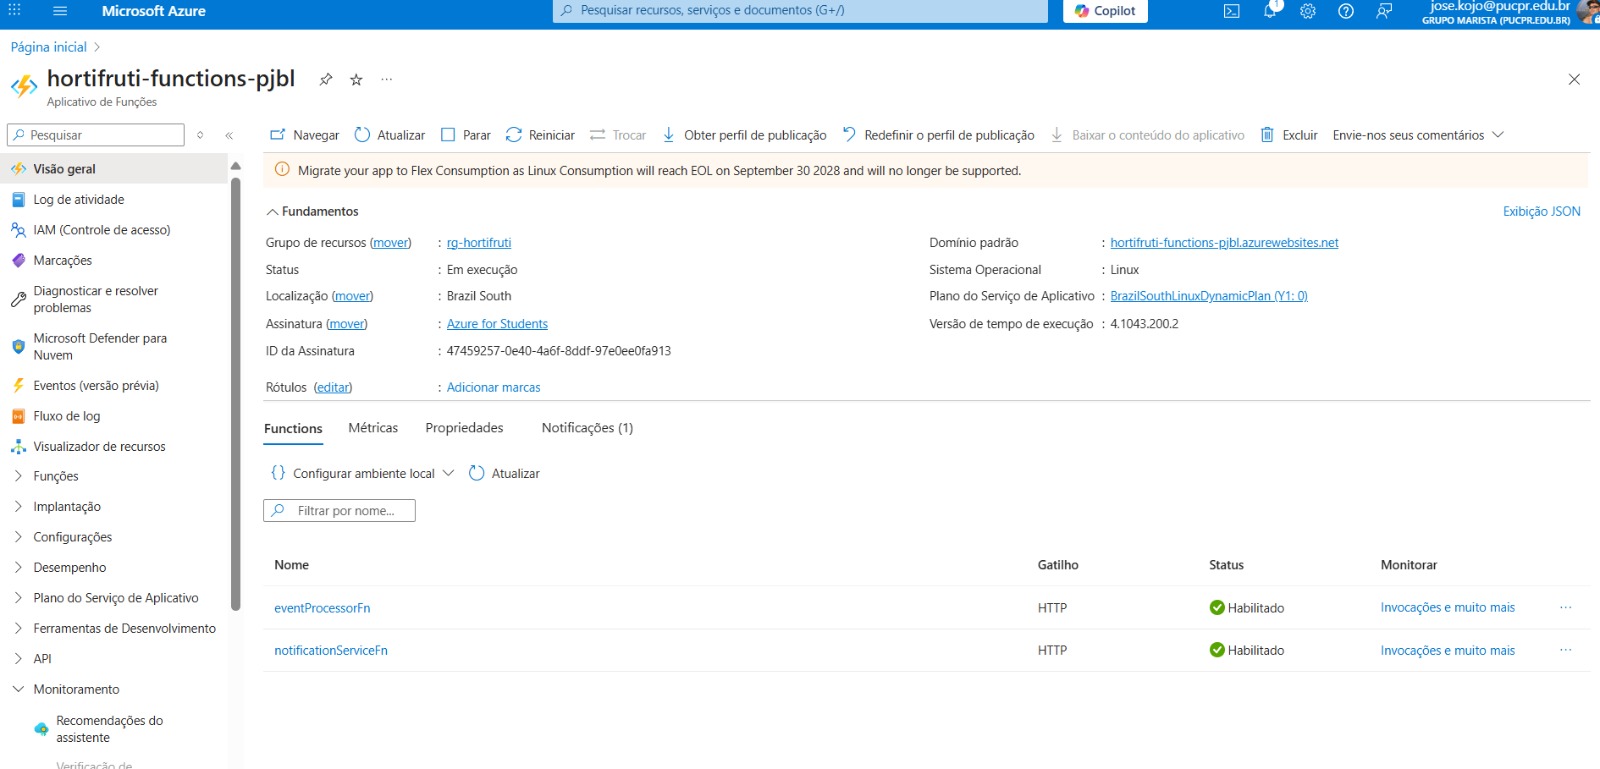 Microsoft Azure
Pesquisar recursos, serviços e documentos (G+/)
Copilot
1
jose.kojo@pucpr.edu.br
GRUPO MARISTA (PUCPR.EDU.BR)
Página inicial
hortifruti-functions-pjbl
Aplicativo de Funções
Pesquisar
Navegar Atualizar Parar Reiniciar Trocar Obter perfil de publicação Redefinir o perfil de publicação Baixar o conteúdo do aplicativo Excluir Envie-nos seus comentários
Visão geral
Log de atividade
IAM (Controle de acesso)
Marcações
Diagnosticar e resolver
problemas
Microsoft Defender para
Nuvem
Eventos (versão prévia)
Fluxo de log
Visualizador de recursos
Funções
Implantação
Configurações
Desempenho
Plano do Serviço de Aplicativo
Ferramentas de Desenvolvimento
API
Monitoramento
Recomendações do
assistente
Verificação de
Migrate your app to Flex Consumption as Linux Consumption will reach EOL on September 30 2028 and will no longer be supported.
Fundamentos
Exibição JSON
Grupo de recursos (mover) : rg-hortifruti
Status : Em execução
Localização (mover) : Brazil South
Assinatura (mover) : Azure for Students
ID da Assinatura : 47459257-0e40-4a6f-8ddf-97e0ee0fa913
Rótulos (editar) : Adicionar marcas
Domínio padrão : hortifruti-functions-pjbl.azurewebsites.net
Sistema Operacional : Linux
Plano do Serviço de Aplicativo : BrazilSouthLinuxDynamicPlan (Y1: 0)
Versão de tempo de execução : 4.1043.200.2
Functions Métricas Propriedades Notificações (1)
Configurar ambiente local Atualizar
Filtrar por nome...
Nome Gatilho Status Monitorar
eventProcessorFn HTTP Habilitado Invocações e muito mais
notificationServiceFn HTTP Habilitado Invocações e muito mais